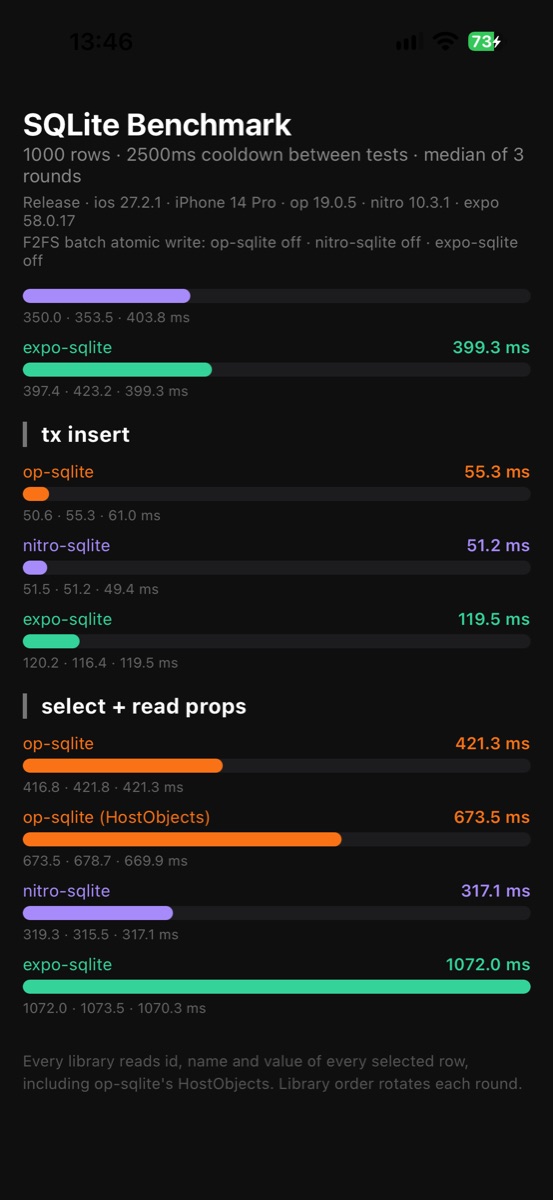 13:46
73
SQLite Benchmark
1000 rows · 2500ms cooldown between tests · median of 3
rounds
Release · ios 27.2.1 · iPhone 14 Pro · op 19.0.5 · nitro 10.3.1 · expo
58.0.17
F2FS batch atomic write: op-sqlite off · nitro-sqlite off · expo-sqlite
off
350.0 · 353.5 · 403.8 ms
expo-sqlite 399.3 ms
397.4 · 423.2 · 399.3 ms
tx insert
op-sqlite 55.3 ms
50.6 · 55.3 · 61.0 ms
nitro-sqlite 51.2 ms
51.5 · 51.2 · 49.4 ms
expo-sqlite 119.5 ms
120.2 · 116.4 · 119.5 ms
select + read props
op-sqlite 421.3 ms
416.8 · 421.8 · 421.3 ms
op-sqlite (HostObjects) 673.5 ms
673.5 · 678.7 · 669.9 ms
nitro-sqlite 317.1 ms
319.3 · 315.5 · 317.1 ms
expo-sqlite 1072.0 ms
1072.0 · 1073.5 · 1070.3 ms
Every library reads id, name and value of every selected row,
including op-sqlite's HostObjects. Library order rotates each round.